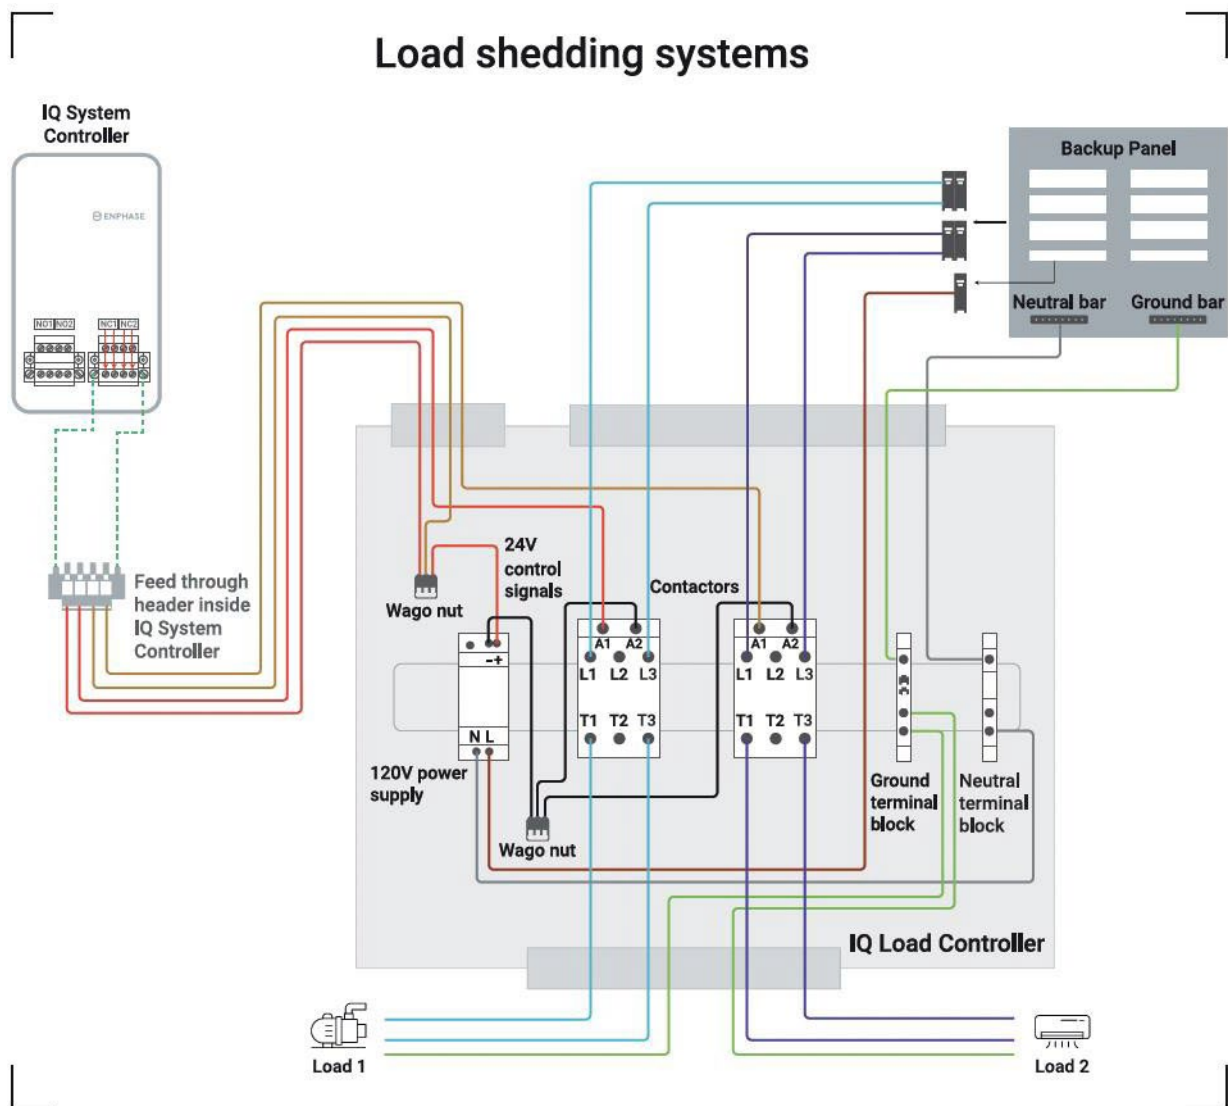 Load shedding systems
IQ System
Controller
ENPHASE
NO1 NO2
NC1 NC2
Backup Panel
Neutral bar
Ground bar
Feed through
header inside
IQ System
Controller
24V
control
signals
Wago nut
Contactors
-+
A1 A2
L1 L2 L3
T1 T2 T3
A1 A2
L1 L2 L3
T1 T2 T3
N L
120V power
supply
Wago nut
Ground
terminal
block
Neutral
terminal
block
IQ Load Controller
Load 1
Load 2